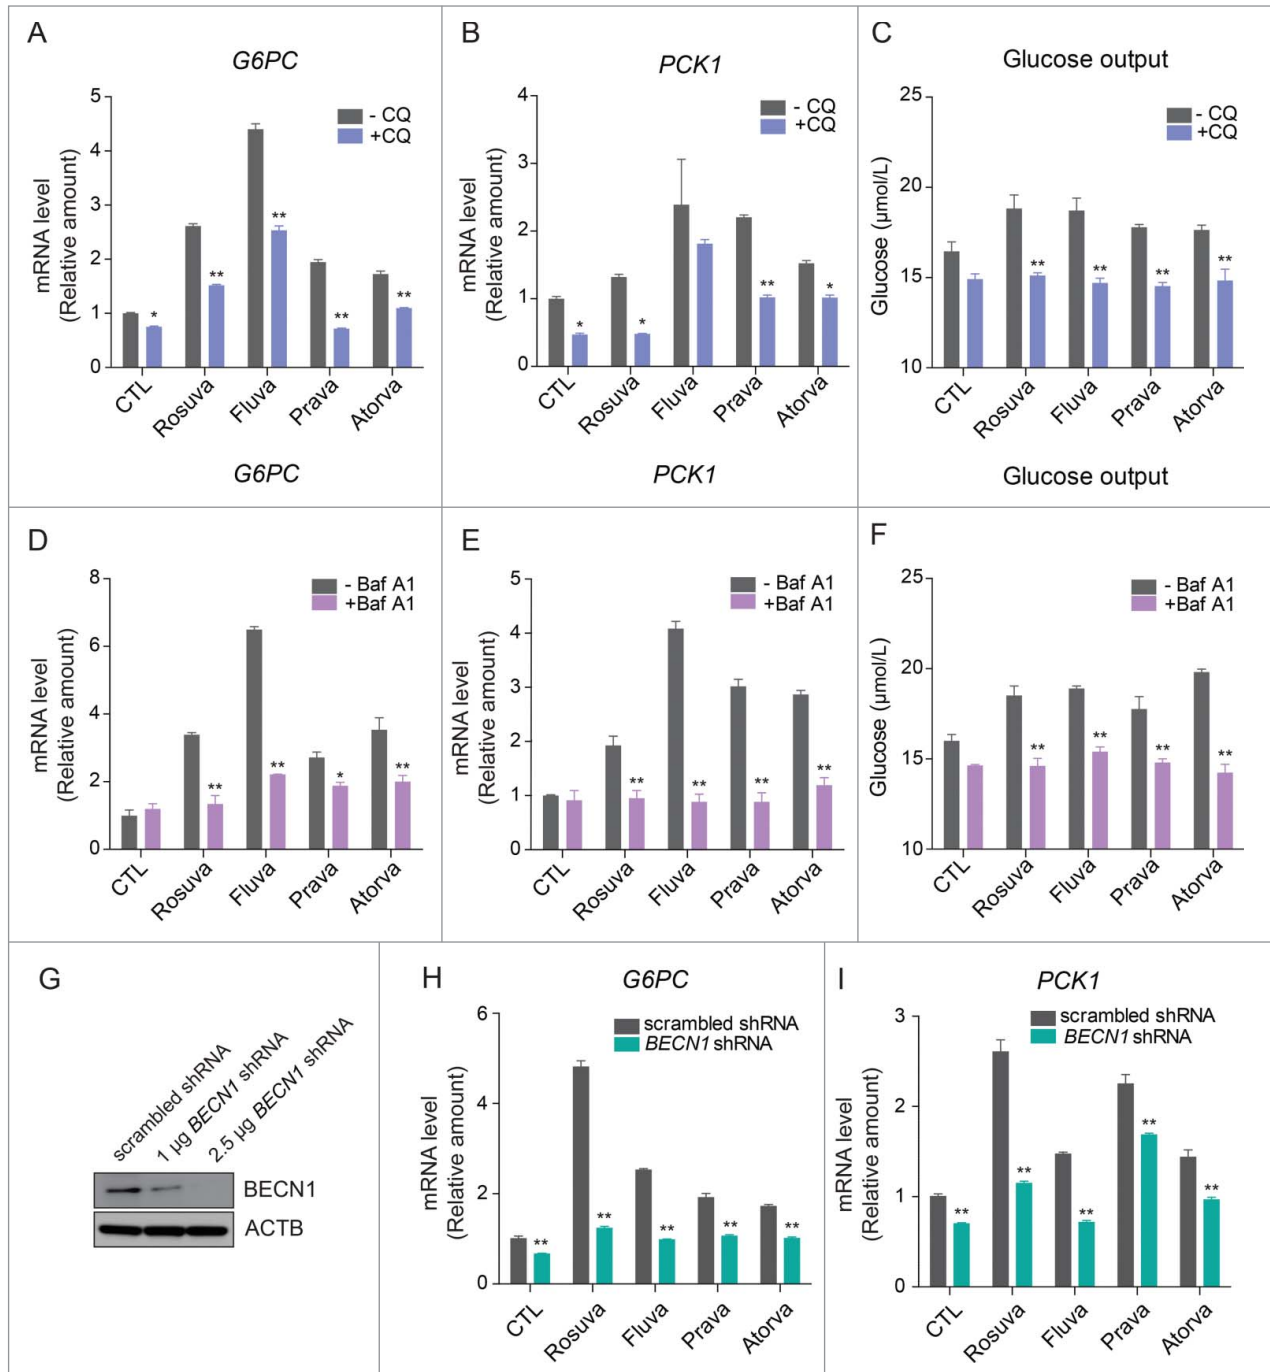 A
G6PC
mRNA level
(Relative amount)
5
4
3
2
1
0
- CQ
+CQ
*
**
**
**
**
CTL
Rosuva
Fluva
Prava
Atorva
B
PCK1
mRNA level
(Relative amount)
4
3
2
1
0
- CQ
+CQ
*
*
**
*
CTL
Rosuva
Fluva
Prava
Atorva
C
Glucose output
Glucose (µmol/L)
25
20
15
10
- CQ
+CQ
**
**
**
**
CTL
Rosuva
Fluva
Prava
Atorva
G6PC
PCK1
Glucose output
D
mRNA level
(Relative amount)
8
6
4
2
0
- Baf A1
+Baf A1
**
**
*
**
CTL
Rosuva
Fluva
Prava
Atorva
E
mRNA level
(Relative amount)
5
4
3
2
1
0
- Baf A1
+Baf A1
**
**
**
**
CTL
Rosuva
Fluva
Prava
Atorva
F
Glucose (µmol/L)
25
20
15
10
- Baf A1
+Baf A1
**
**
**
**
CTL
Rosuva
Fluva
Prava
Atorva
G
scrambled shRNA
1 µg BECN1 shRNA
2.5 µg BECN1 shRNA
BECN1
ACTB
H
G6PC
mRNA level
(Relative amount)
6
4
2
0
scrambled shRNA
BECN1 shRNA
**
**
**
**
**
CTL
Rosuva
Fluva
Prava
Atorva
I
PCK1
mRNA level
(Relative amount)
3
2
1
0
scrambled shRNA
BECN1 shRNA
**
**
**
**
**
CTL
Rosuva
Fluva
Prava
Atorva